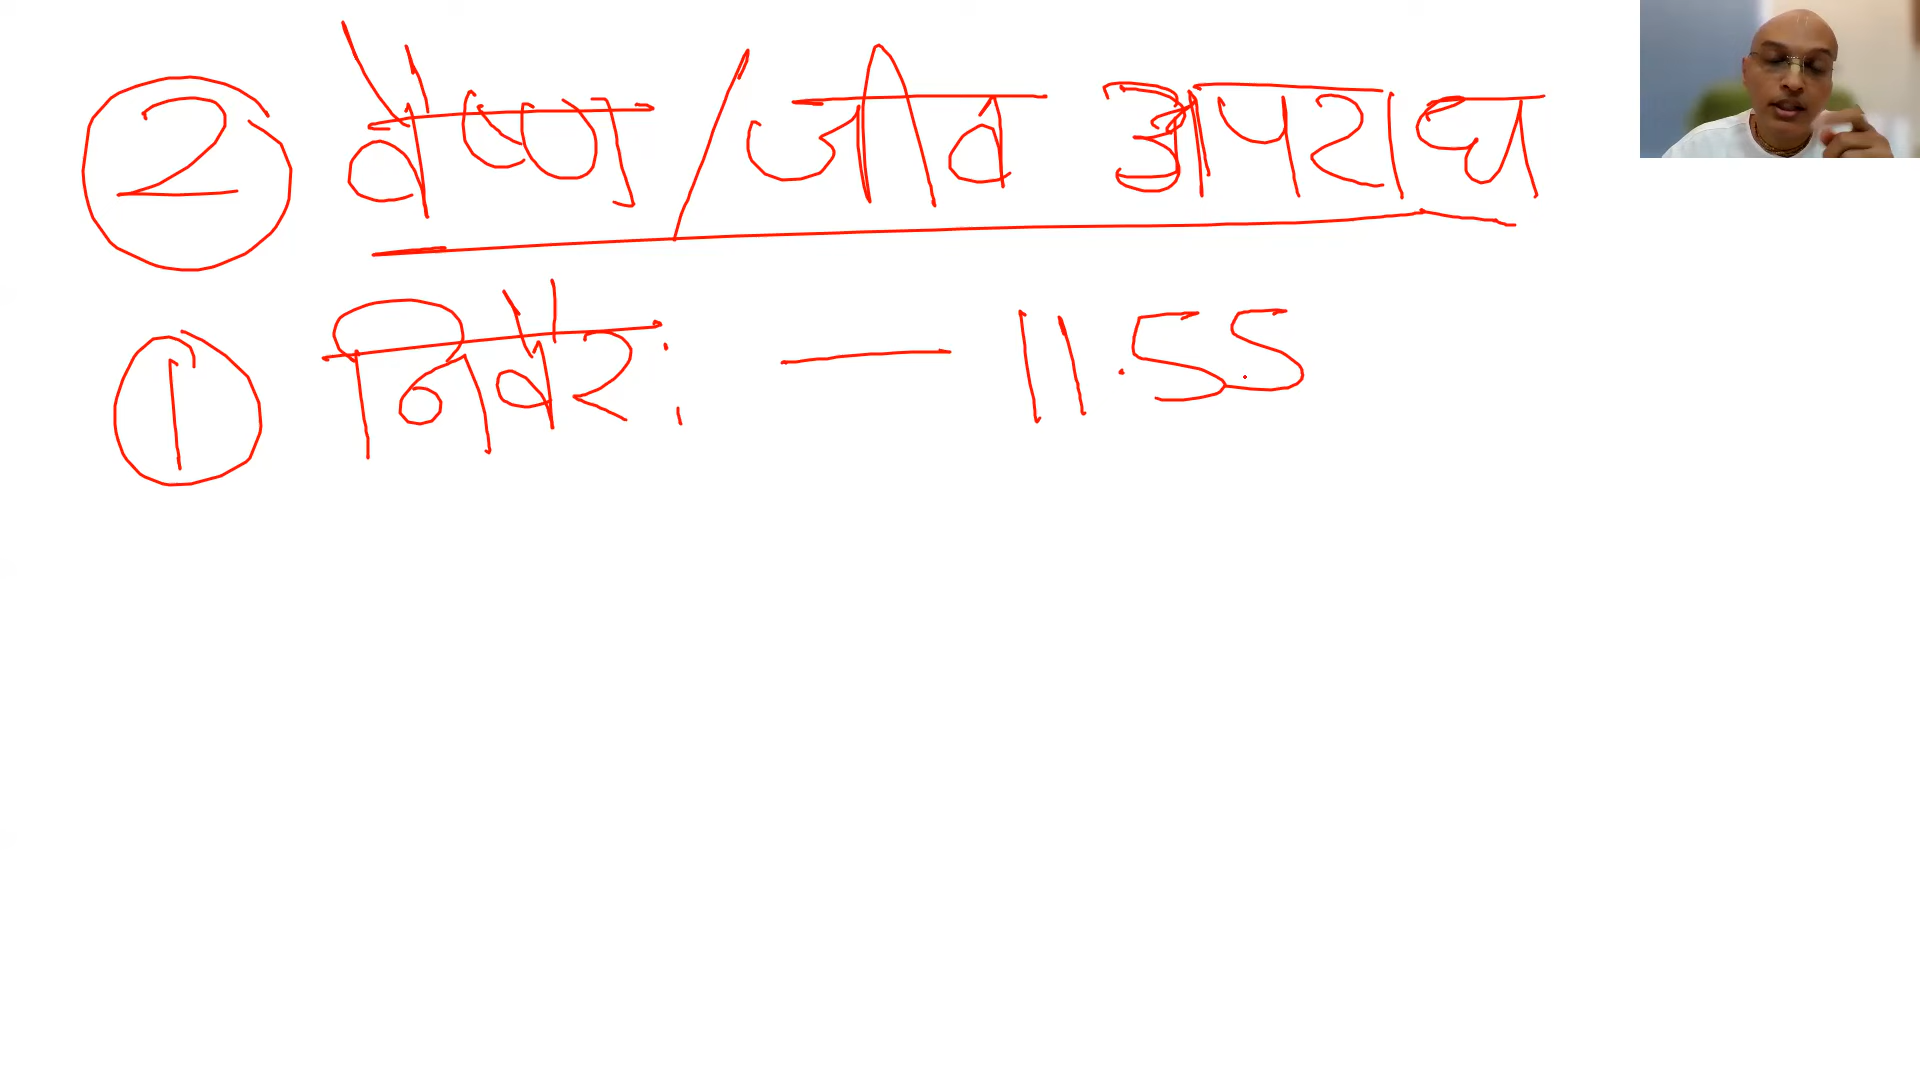 ② वैष्णव / जीव अपराध
① निर्वैर: — 11.55